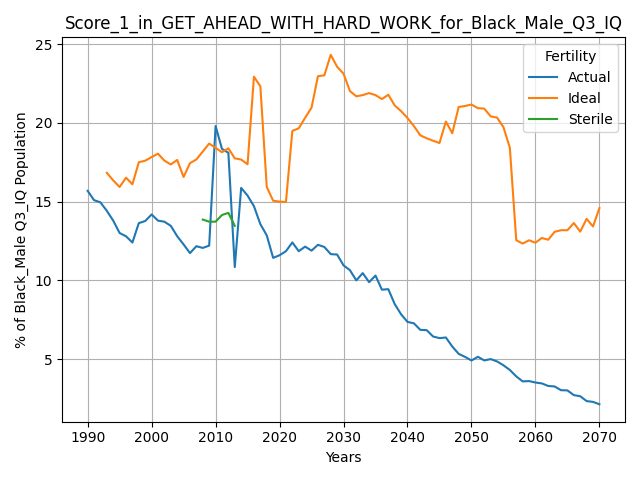 Score_1_in_GET_AHEAD_WITH_HARD_WORK_for_Black_Male_Q3_IQ
% of Black_Male Q3_IQ Population
25
20
15
10
5
Fertility
Actual
Ideal
Sterile
1990 2000 2010 2020 2030 2040 2050 2060 2070
Years